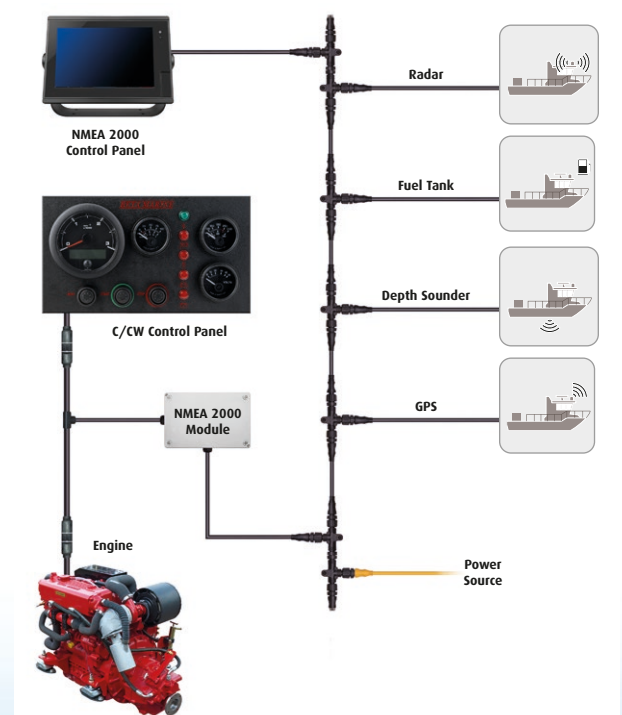 NMEA 2000
Control Panel
Radar
Fuel Tank
Depth Sounder
C/CW Control Panel
GPS
NMEA 2000
Module
Engine
Power
Source